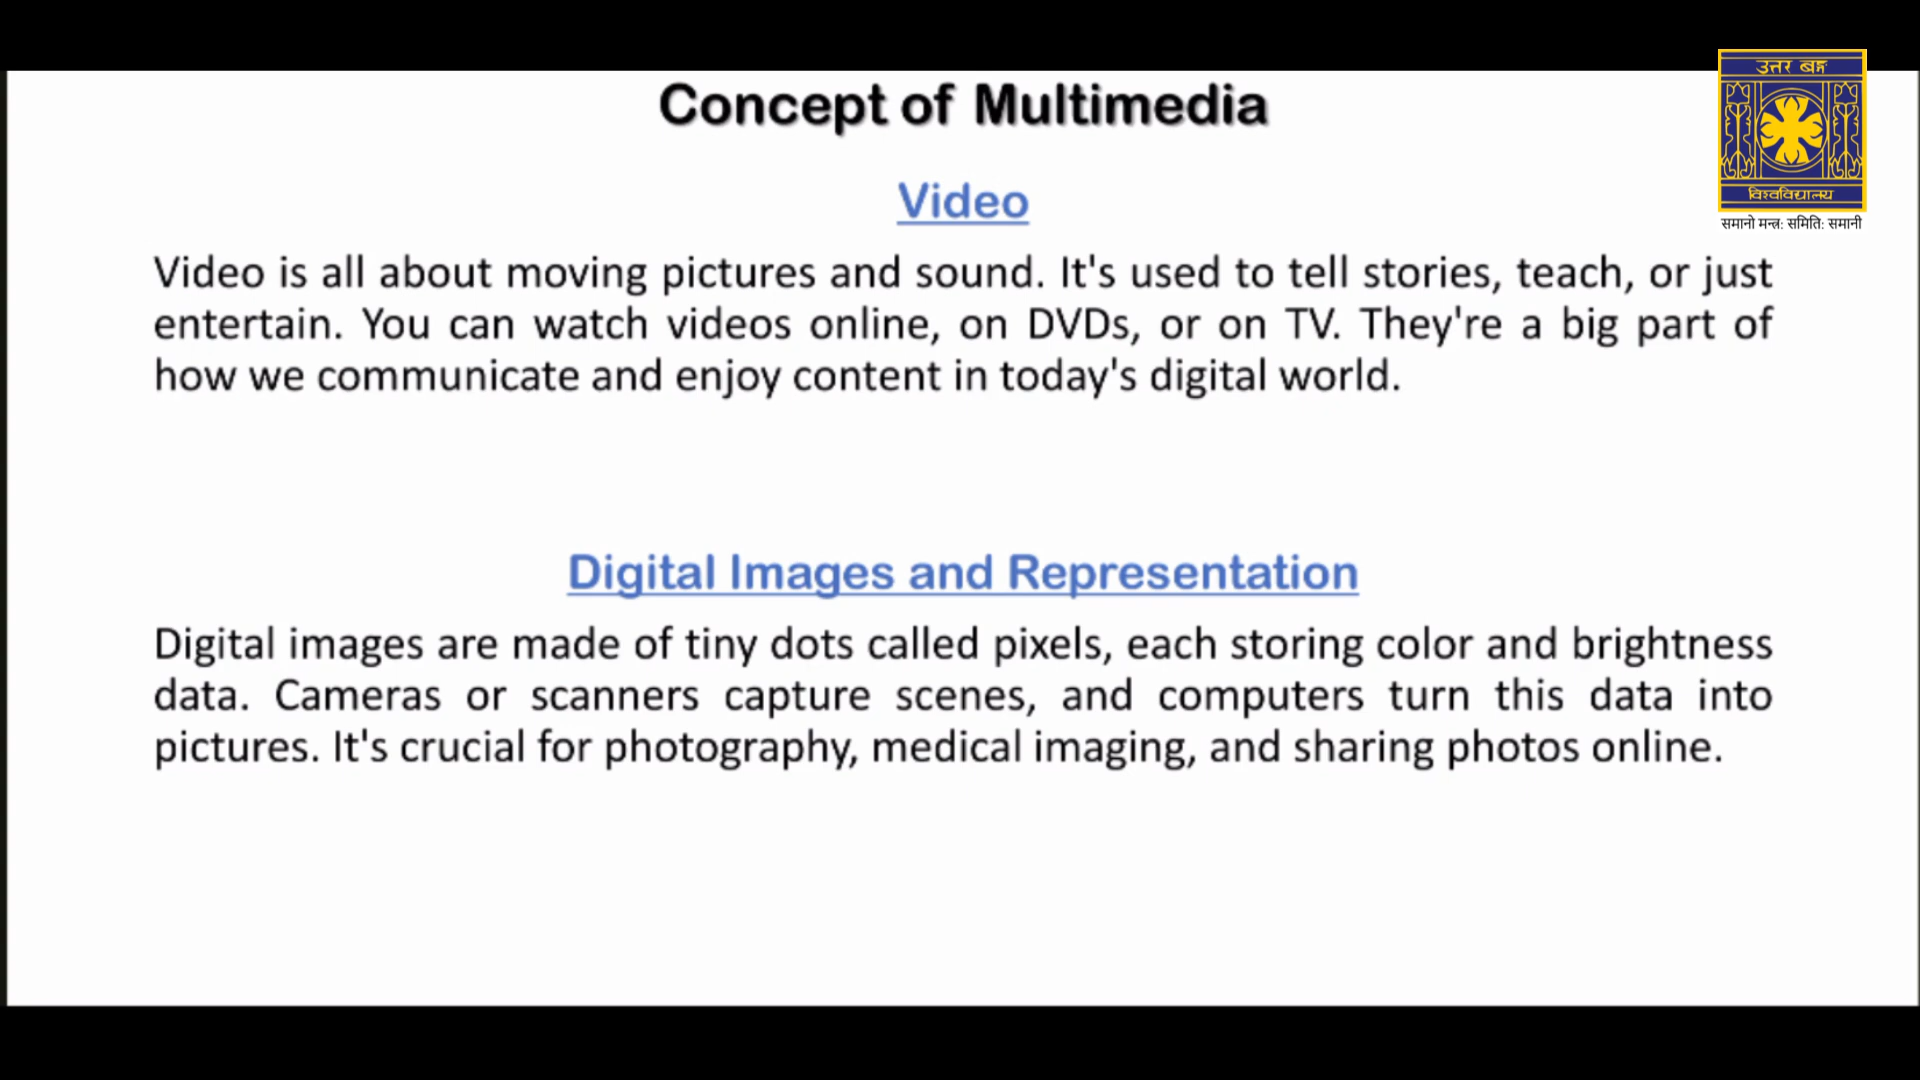 Concept of Multimedia
उत्तर बङ्ग
विश्वविद्यालय
समानो मन्त्र: समिति: समानी
Video
Video is all about moving pictures and sound. It's used to tell stories, teach, or just
entertain. You can watch videos online, on DVDs, or on TV. They're a big part of
how we communicate and enjoy content in today's digital world.
Digital Images and Representation
Digital images are made of tiny dots called pixels, each storing color and brightness
data. Cameras or scanners capture scenes, and computers turn this data into
pictures. It's crucial for photography, medical imaging, and sharing photos online.